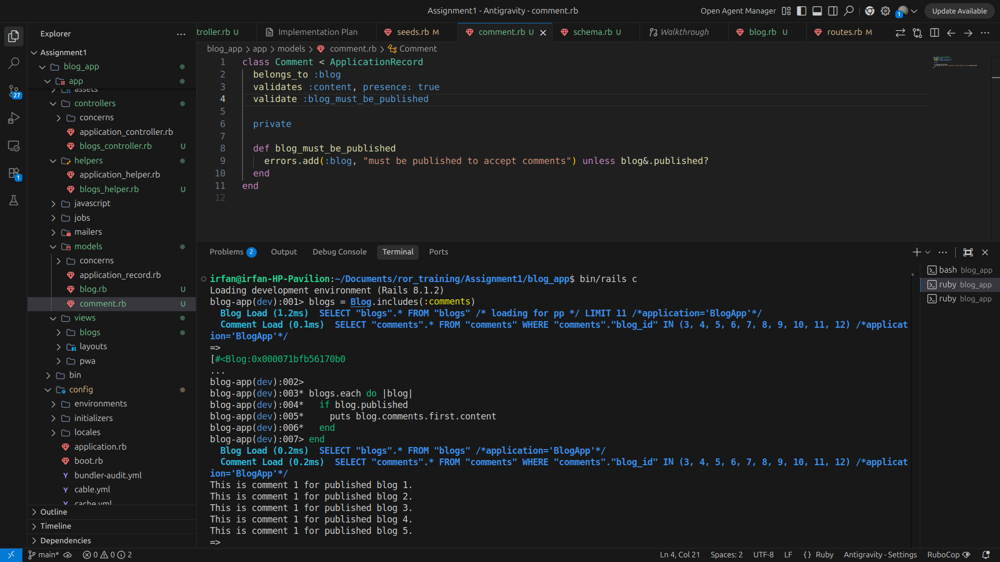 Assignment1 - Antigravity - comment.rb
Open Agent Manager
1
Update Available
Explorer
troller.rb U
Implementation Plan
seeds.rb M
comment.rb U
schema.rb U
Walkthrough
blog.rb U
routes.rb M
Assignment1
blog_app
app
assets
controllers
concerns
application_controller.rb
blogs_controller.rb U
helpers
application_helper.rb
blogs_helper.rb U
javascript
jobs
mailers
models
concerns
application_record.rb
blog.rb U
comment.rb U
views
blogs
layouts
pwa
bin
config
environments
initializers
locales
application.rb
boot.rb
bundler-audit.yml
cable.yml
cache.yml
Outline
Timeline
Dependencies
27
1
blog_app > app > models > comment.rb > Comment
1 class Comment < ApplicationRecord
2 belongs_to :blog
3 validates :content, presence: true
4 validate :blog_must_be_published
5
6 private
7
8 def blog_must_be_published
9 errors.add(:blog, "must be published to accept comments") unless blog&.published?
10 end
11 end
12
Problems 2 Output Debug Console Terminal Ports
bash blog_app
ruby blog_app
ruby blog_app
irfan@irfan-HP-Pavilion:~/Documents/ror_training/Assignment1/blog_app$ bin/rails c
Loading development environment (Rails 8.1.2)
blog-app(dev):001> blogs = Blog.includes(:comments)
Blog Load (1.2ms) SELECT "blogs".* FROM "blogs" /* loading for pp */ LIMIT 11 /*application='BlogApp'*/
Comment Load (0.1ms) SELECT "comments".* FROM "comments" WHERE "comments"."blog_id" IN (3, 4, 5, 6, 7, 8, 9, 10, 11, 12) /*applicat
ion='BlogApp'*/
=>
[#<Blog:0x000071bfb56170b0
...
blog-app(dev):002>
blog-app(dev):003* blogs.each do |blog|
blog-app(dev):004* if blog.published
blog-app(dev):005* puts blog.comments.first.content
blog-app(dev):006* end
blog-app(dev):007> end
Blog Load (0.2ms) SELECT "blogs".* FROM "blogs" /*application='BlogApp'*/
Comment Load (0.2ms) SELECT "comments".* FROM "comments" WHERE "comments"."blog_id" IN (3, 4, 5, 6, 7, 8, 9, 10, 11, 12) /*applicat
ion='BlogApp'*/
This is comment 1 for published blog 1.
This is comment 1 for published blog 2.
This is comment 1 for published blog 3.
This is comment 1 for published blog 4.
This is comment 1 for published blog 5.
=>
main* 0 0 2
Ln 4, Col 21 Spaces: 2 UTF-8 LF {} Ruby Antigravity - Settings RuboCop